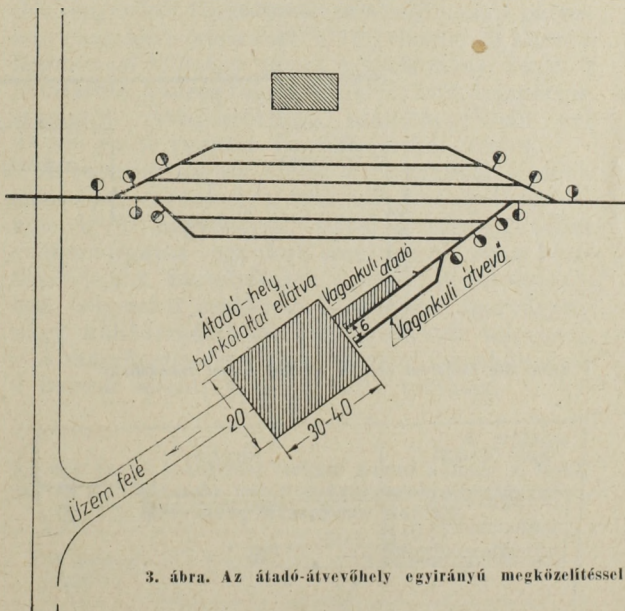 Átadó-hely
burkolattal ellátva
Vagonkuli
átadó
Vagonkuli átvevő
6
20
30-40
Üzem felé
3. ábra. Az átadó-átvevőhely egyirányú megközelítéssel